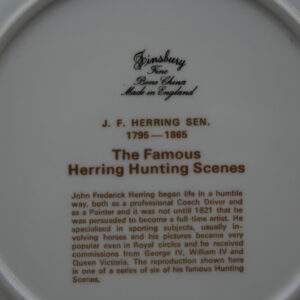 Finsbury
Fine
Bone China
Made in England
J. F. HERRING SEN.
1795—1865
The Famous
Herring Hunting Scenes
John Frederick Herring began life in a humble
way, both as a professional Coach Driver and
as a Painter and it was not until 1821 that he
was persuaded to become a full time artist. He
specialised in sporting subjects, usually in-
volving horses and his pictures became very
popular even in Royal circles and he received
commissions from George IV, William IV and
Queen Victoria. The reproduction shown here
is one of a series of six of his famous Hunting
Scenes.